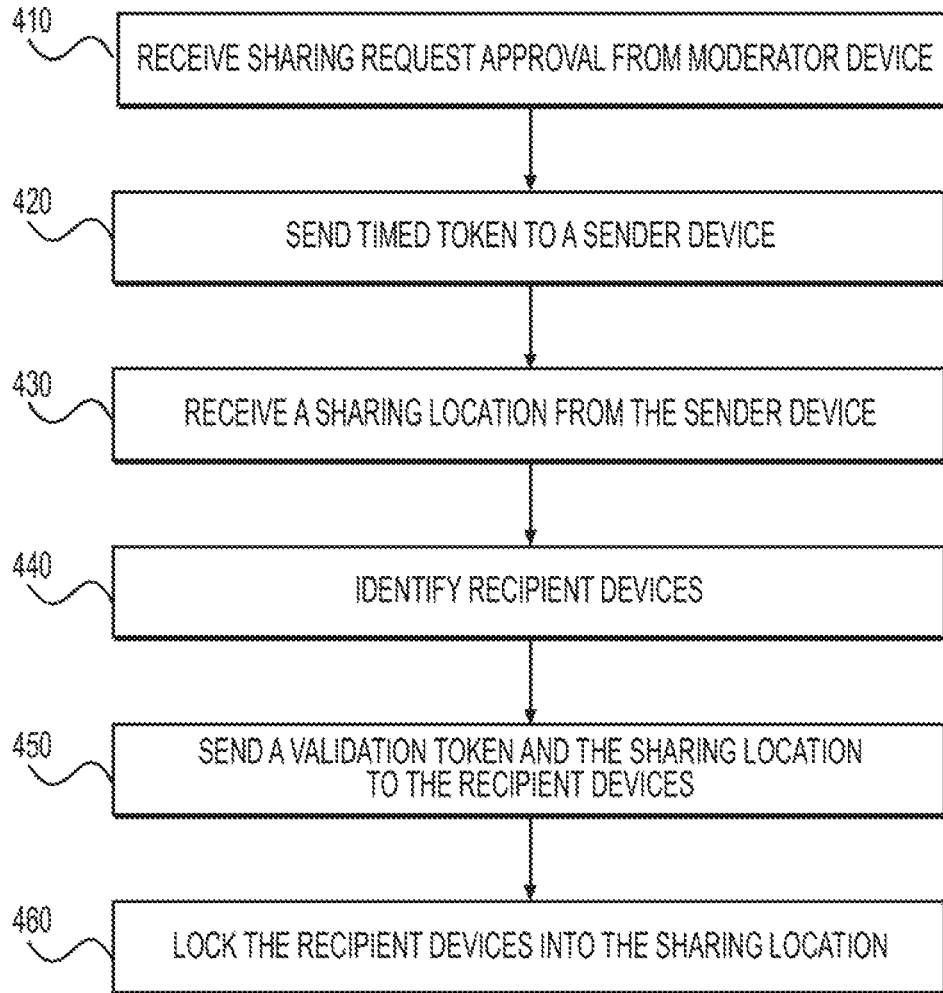 410
RECEIVE SHARING REQUEST APPROVAL FROM MODERATOR DEVICE
420
SEND TIMED TOKEN TO A SENDER DEVICE
430
RECEIVE A SHARING LOCATION FROM THE SENDER DEVICE
440
IDENTIFY RECIPIENT DEVICES
450
SEND A VALIDATION TOKEN AND THE SHARING LOCATION
TO THE RECIPIENT DEVICES
460
LOCK THE RECIPIENT DEVICES INTO THE SHARING LOCATION